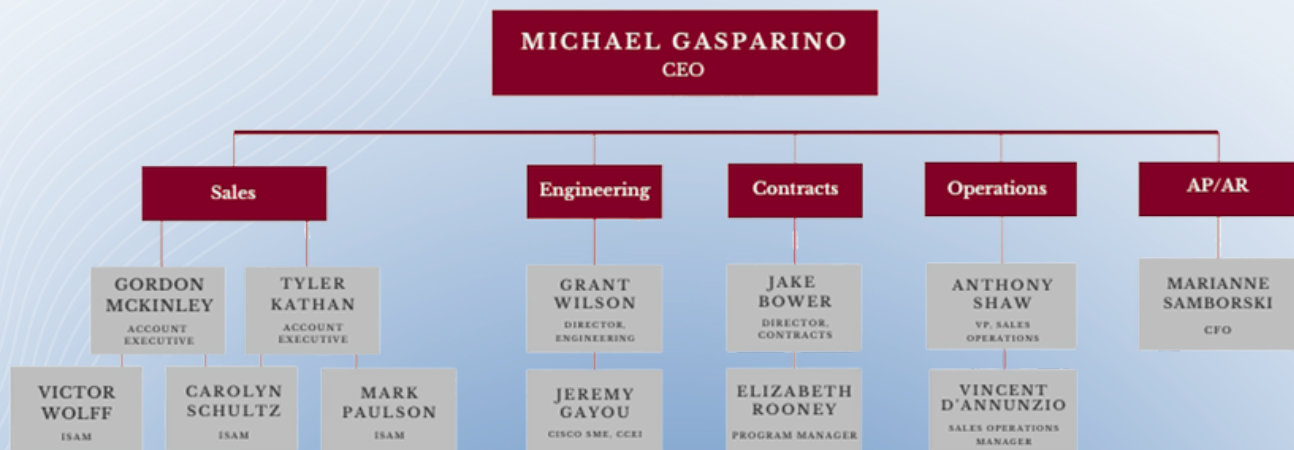 MICHAEL GASPARINO
CEO
Sales
Engineering
Contracts
Operations
AP/AR
GORDON
MCKINLEY
ACCOUNT
EXECUTIVE
TYLER
KATHAN
ACCOUNT
EXECUTIVE
GRANT
WILSON
DIRECTOR,
ENGINEERING
JAKE
BOWER
DIRECTOR,
CONTRACTS
ANTHONY
SHAW
VP, SALES
OPERATIONS
MARIANNE
SAMBORSKI
CFO
VICTOR
WOLFF
ISAM
CAROLYN
SCHULTZ
ISAM
MARK
PAULSON
ISAM
JEREMY
GAYOU
CISCO SME, CCEI
ELIZABETH
ROONEY
PROGRAM MANAGER
VINCENT
D'ANNUNZIO
SALES OPERATIONS
MANAGER